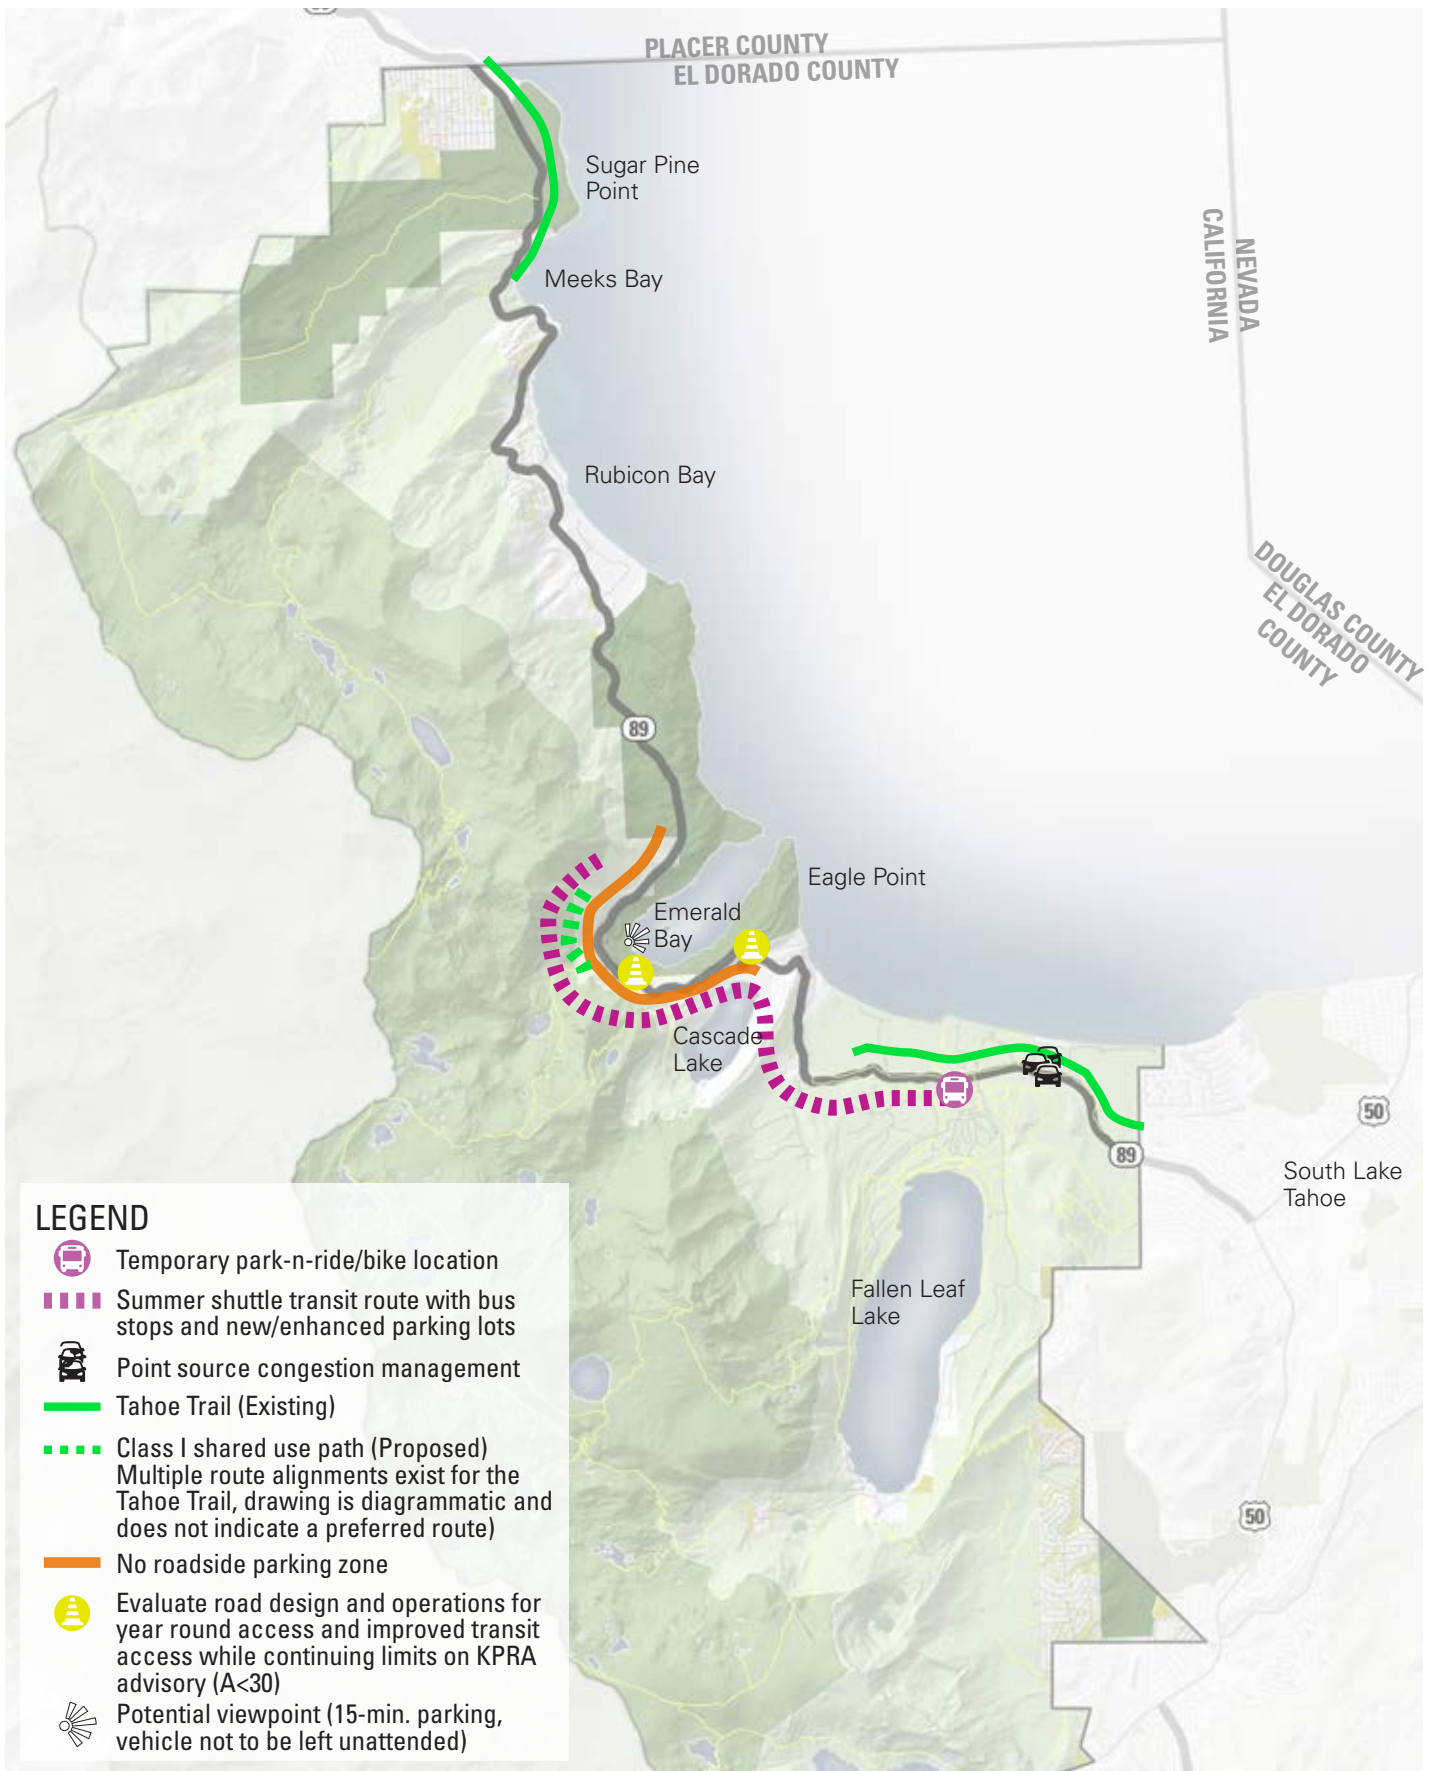 PLACER COUNTY
EL DORADO COUNTY
Sugar Pine
Point
Meeks Bay
CALIFORNIA
NEVADA
Rubicon Bay
DOUGLAS COUNTY
EL DORADO
COUNTY
89
Eagle Point
Emerald
Bay
Cascade
Lake
50
89
South Lake
Tahoe
Fallen Leaf
Lake
50
LEGEND
Temporary park-n-ride/bike location
Summer shuttle transit route with bus
stops and new/enhanced parking lots
Point source congestion management
Tahoe Trail (Existing)
Class I shared use path (Proposed)
Multiple route alignments exist for the
Tahoe Trail, drawing is diagrammatic and
does not indicate a preferred route)
No roadside parking zone
Evaluate road design and operations for
year round access and improved transit
access while continuing limits on KPRA
advisory (A<30)
Potential viewpoint (15-min. parking,
vehicle not to be left unattended)